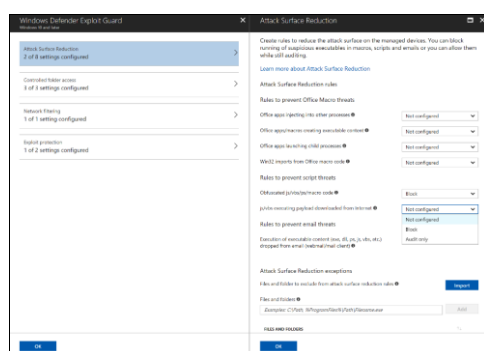 Windows Defender Exploit Guard
Windows 10 and later
Attack Surface Reduction
2 of 8 settings configured
Controlled folder access
3 of 3 settings configured
Network filtering
1 of 1 setting configured
Exploit protection
1 of 2 settings configured
OK
Attack Surface Reduction
Create rules to reduce the attack surface on the managed devices. You can block
running of suspicious executables in macros, scripts and emails or you can allow them
while still auditing.
Learn more about Attack Surface Reduction
Attack Surface Reduction rules
Rules to prevent Office Macro threats
Office apps injecting into other processes
Not configured
Office apps/macros creating executable content
Not configured
Office apps launching child processes
Not configured
Win32 imports from Office macro code
Not configured
Rules to prevent script threats
Obfuscated js/vbs/ps/macro code
Block
js/vbs executing payload downloaded from Internet
Not configured
Not configured
Block
Audit only
Rules to prevent email threats
Execution of executable content (exe, dll, ps, js, vbs, etc.)
dropped from email (webmail/mail client)
Attack Surface Reduction exceptions
Files and folder to exclude from attack surface reduction rules
Import
Files and folders
Examples: C:\Path, %ProgramFiles%\Path\Filename.exe
Add
FILES AND FOLDERS
OK